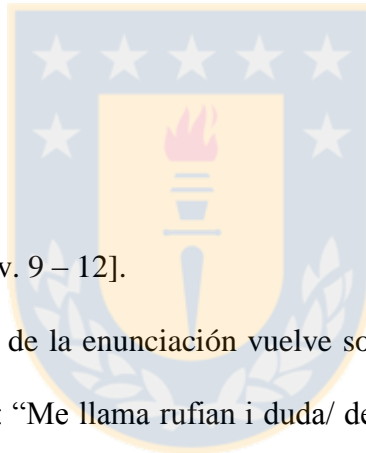 v. 9 – 12].
de la enunciación vuelve so
: “Me llama rufian i duda/ de